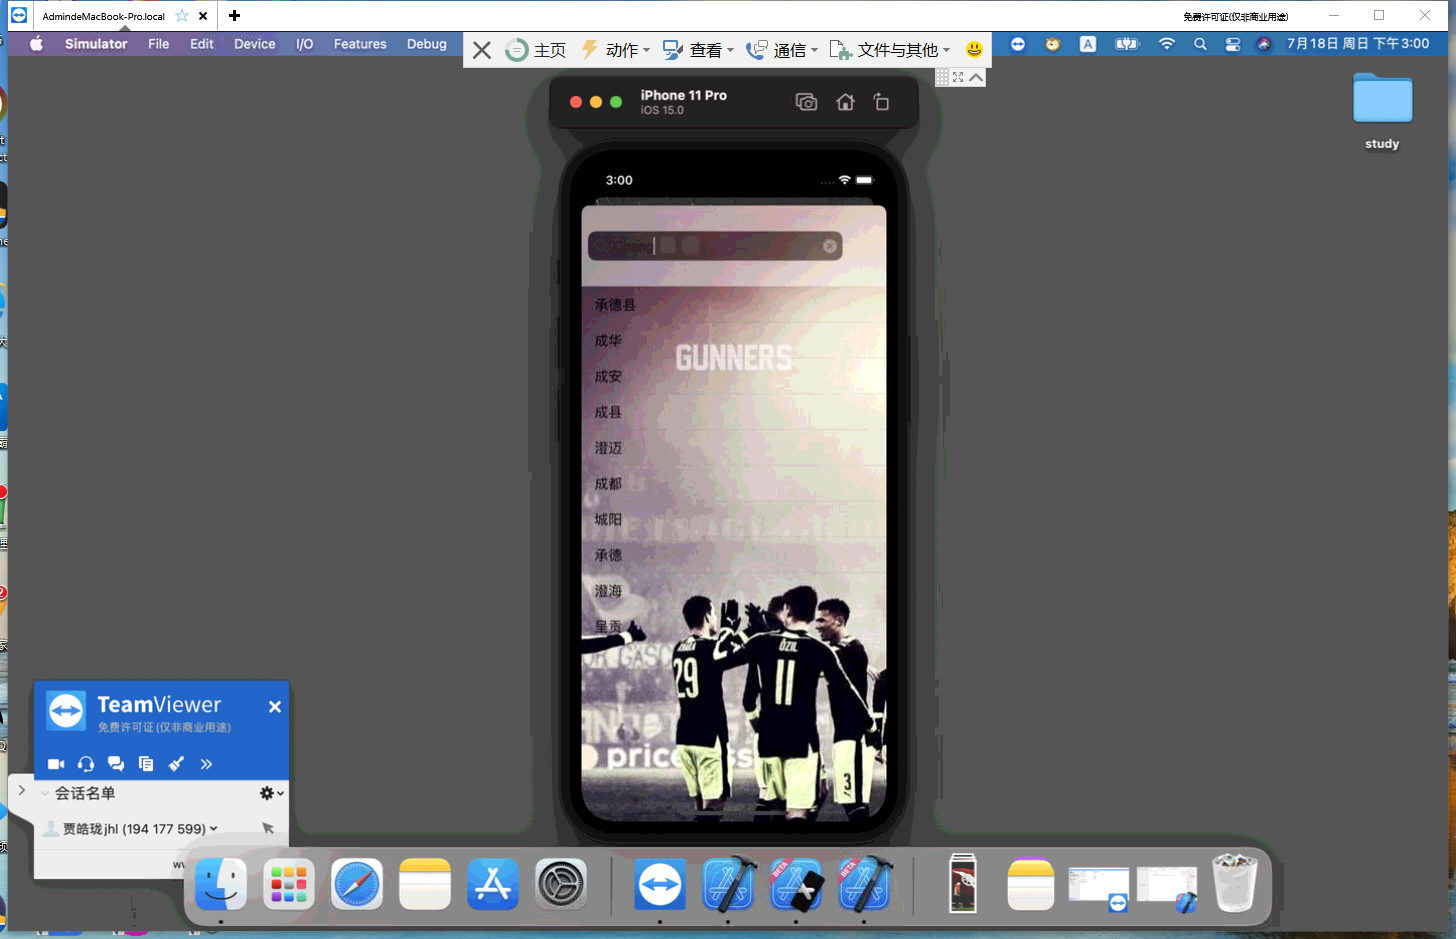 AdmindeMacBook-Pro.local
免费许可证(仅非商业用途)
Simulator File Edit Device I/O Features Debug
主页 动作 查看 通信 文件与其他
A
7月18日 周日 下午3:00
study
iPhone 11 Pro
iOS 15.0
3:00
承德县
成华
GUNNERS
成安
成县
澄迈
成都
城阳
承德
澄海
呈贡
ÖZIL
29
11
TeamViewer
免费许可证 (仅非商业用途)
会话名单
贾皓珑jhl (194 177 599)
BETA
BETA